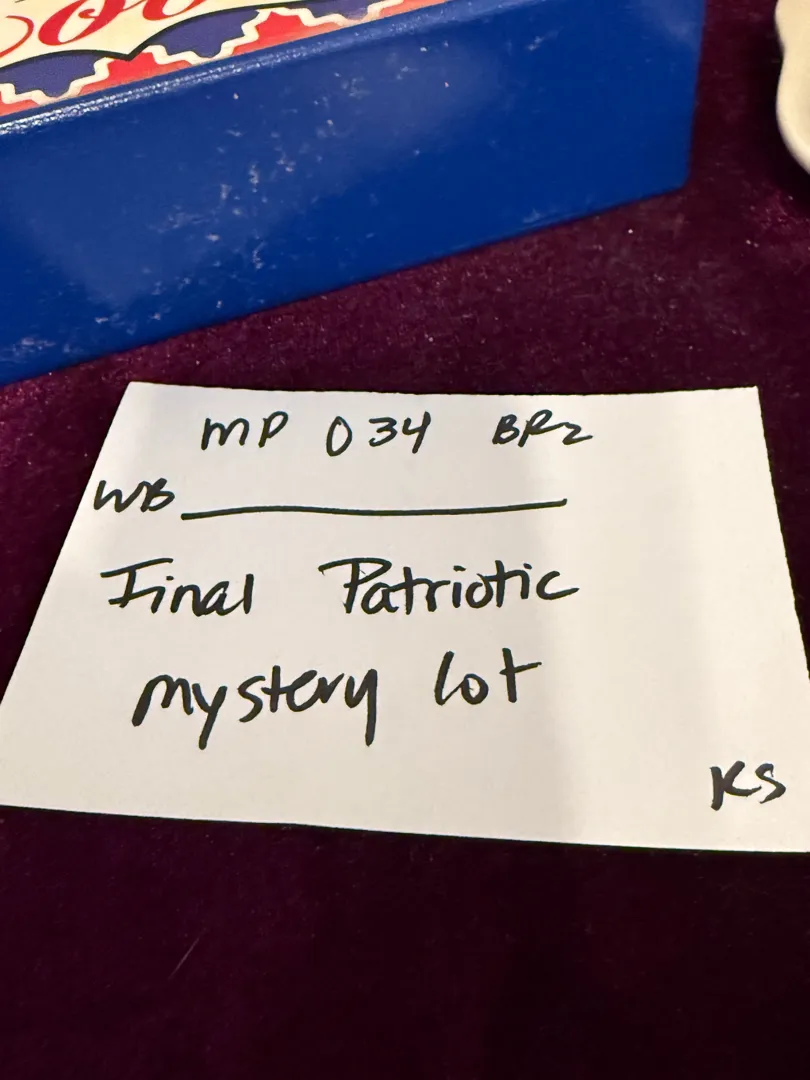 MP 034 BR2
WB
Final Patriotic
mystery lot
KS